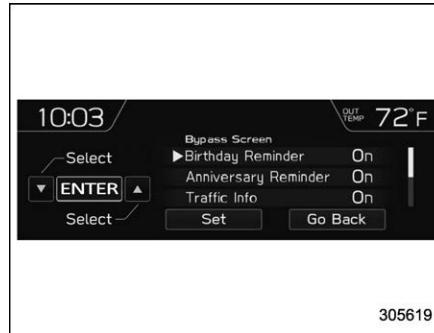 10:03
OUT TEMP 72°F
Bypass Screen
Select
▶Birthday Reminder On
▼ ENTER ▲
Anniversary Reminder On
Select
Traffic Info On
Set Go Back
305619